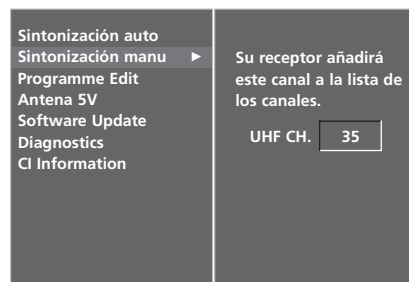 Sintonización auto
Sintonización manu ►
Programme Edit
Antena 5V
Software Update
Diagnostics
CI Information
Su receptor añadirá
este canal a la lista de
los canales.
UHF CH. 35